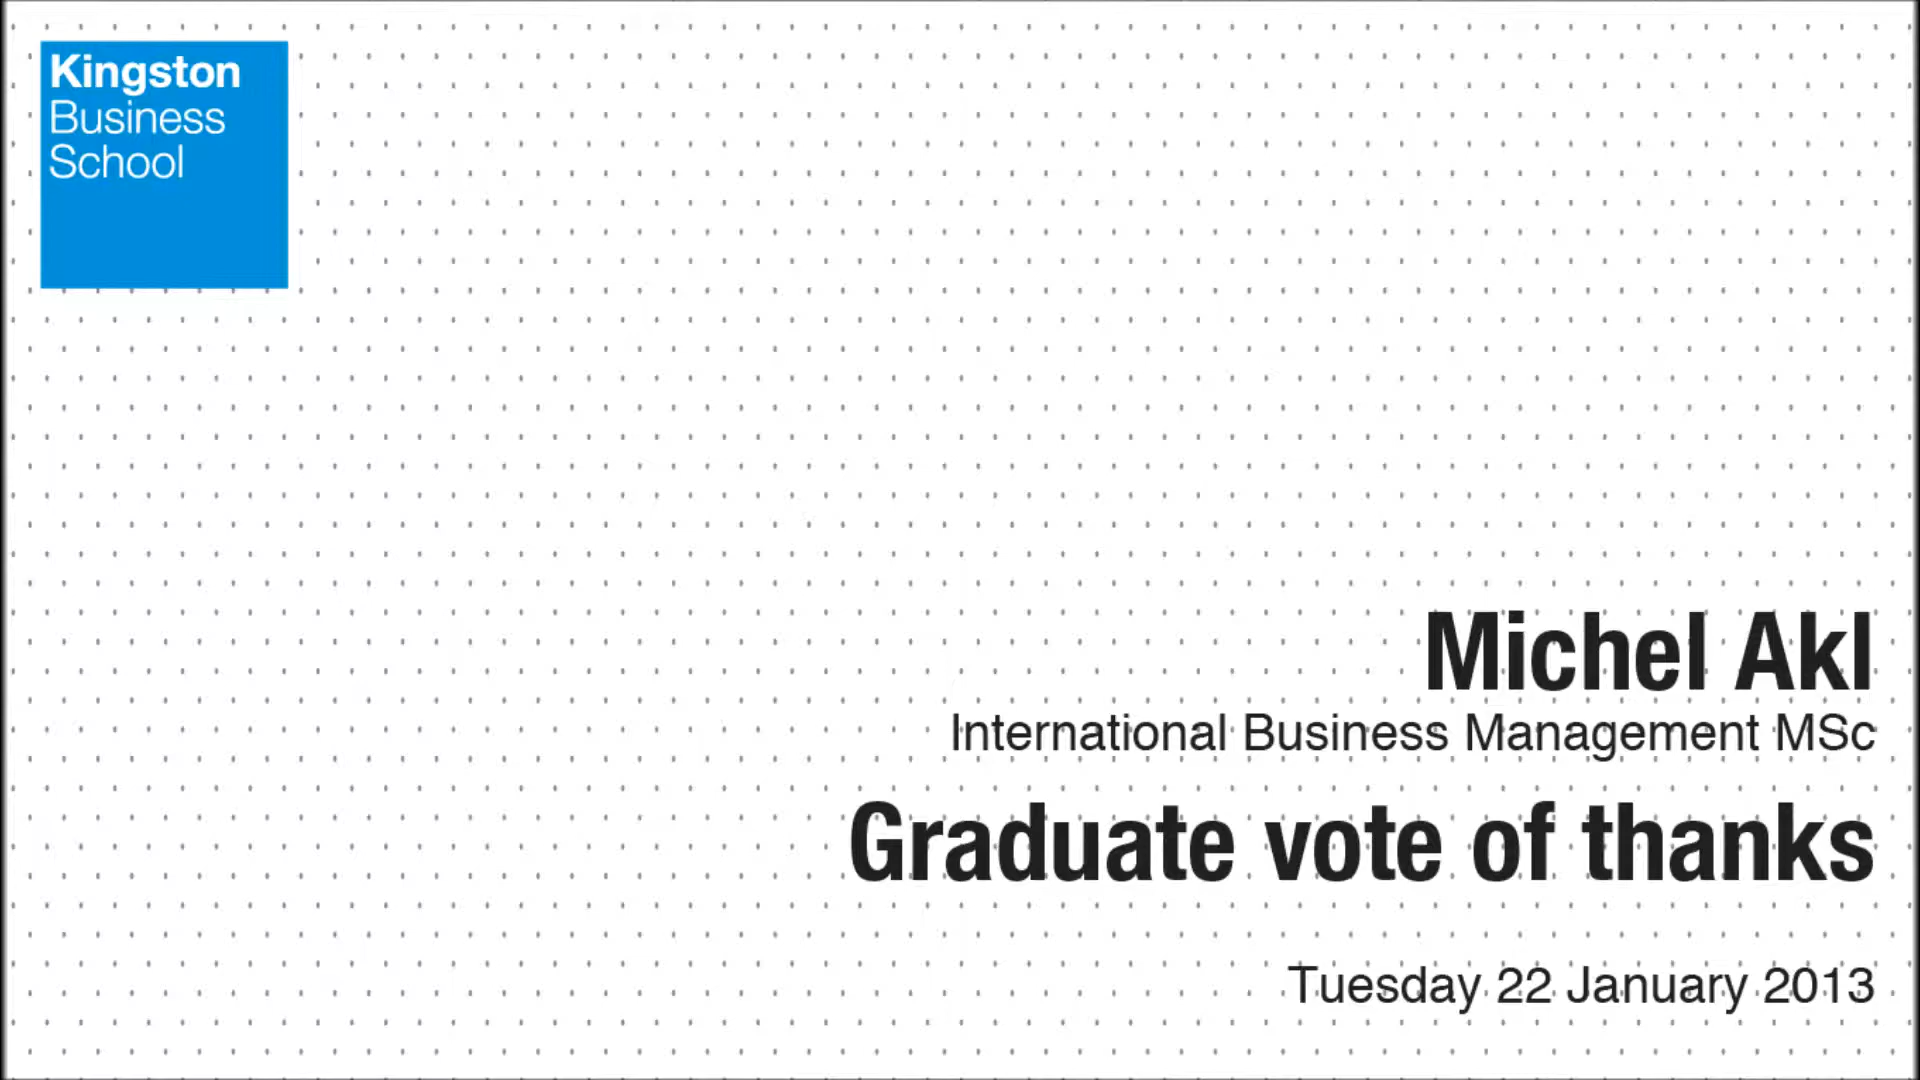 Kingston
Business
School
Michel Akl
International Business Management MSc
Graduate vote of thanks
Tuesday 22 January 2013